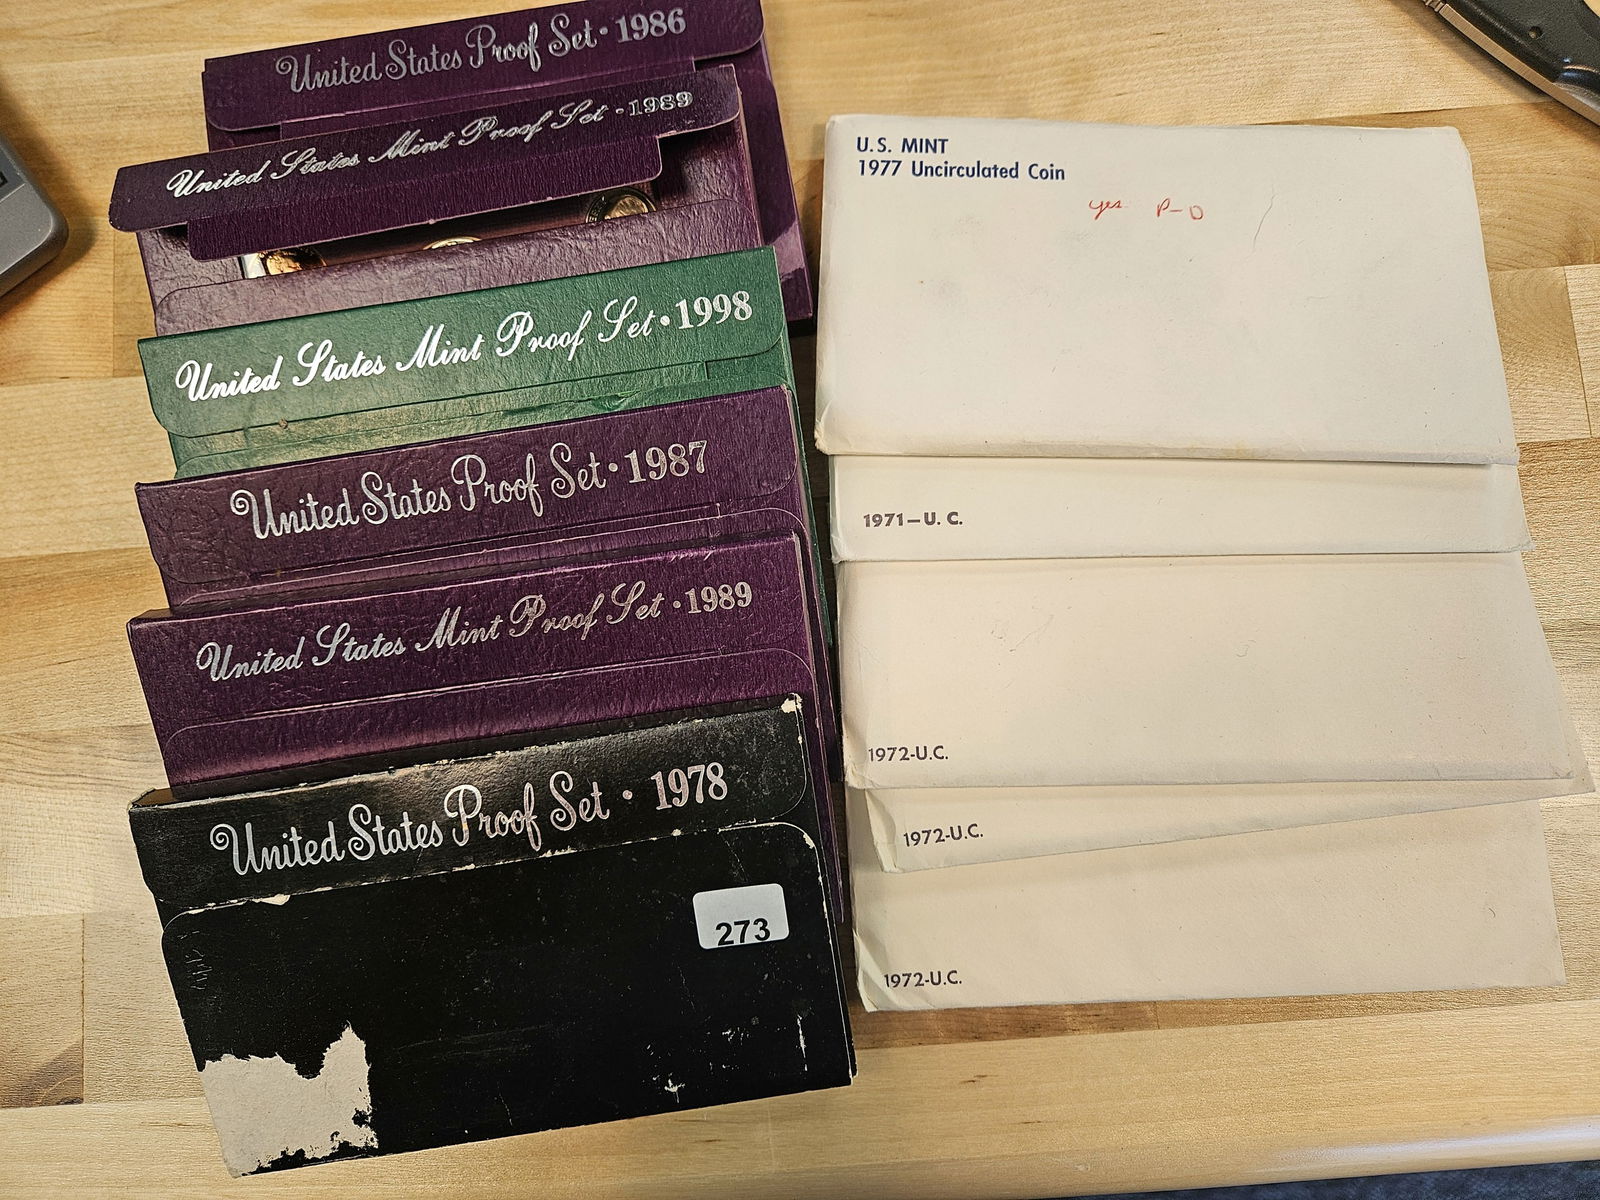 United States Proof Set · 1986
United States Mint Proof Set · 1989
United States Mint Proof Set · 1998
United States Proof Set · 1987
United States Mint Proof Set · 1989
United States Proof Set · 1978
273
U.S. MINT
1977 Uncirculated Coin
yes P-D
1971-U.C.
1972-U.C.
1972-U.C.
1972-U.C.